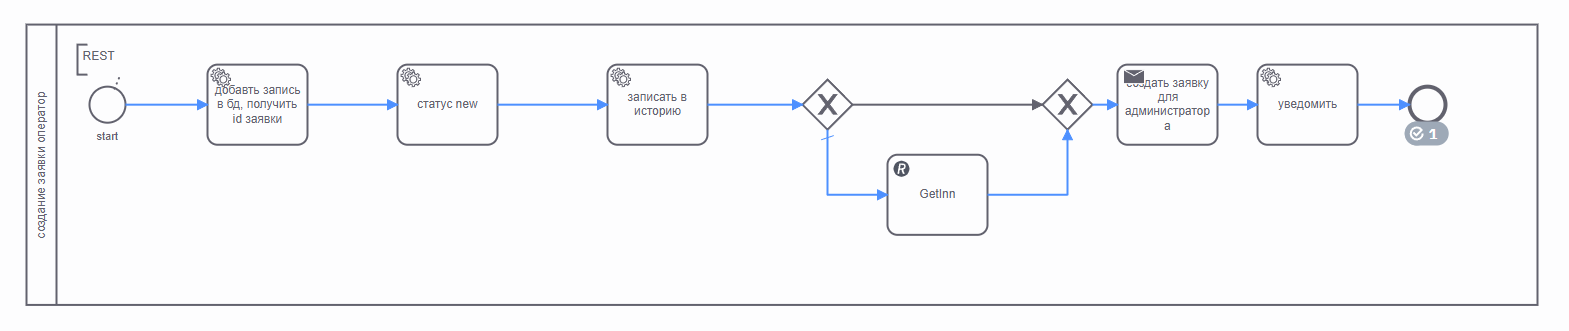 создание заявки оператор
REST
start
добавть запись
в бд, получить
id заявки
статус new
записать в
историю
X
GetInn
R
X
создать заявку
для
администратор
а
уведомить
1